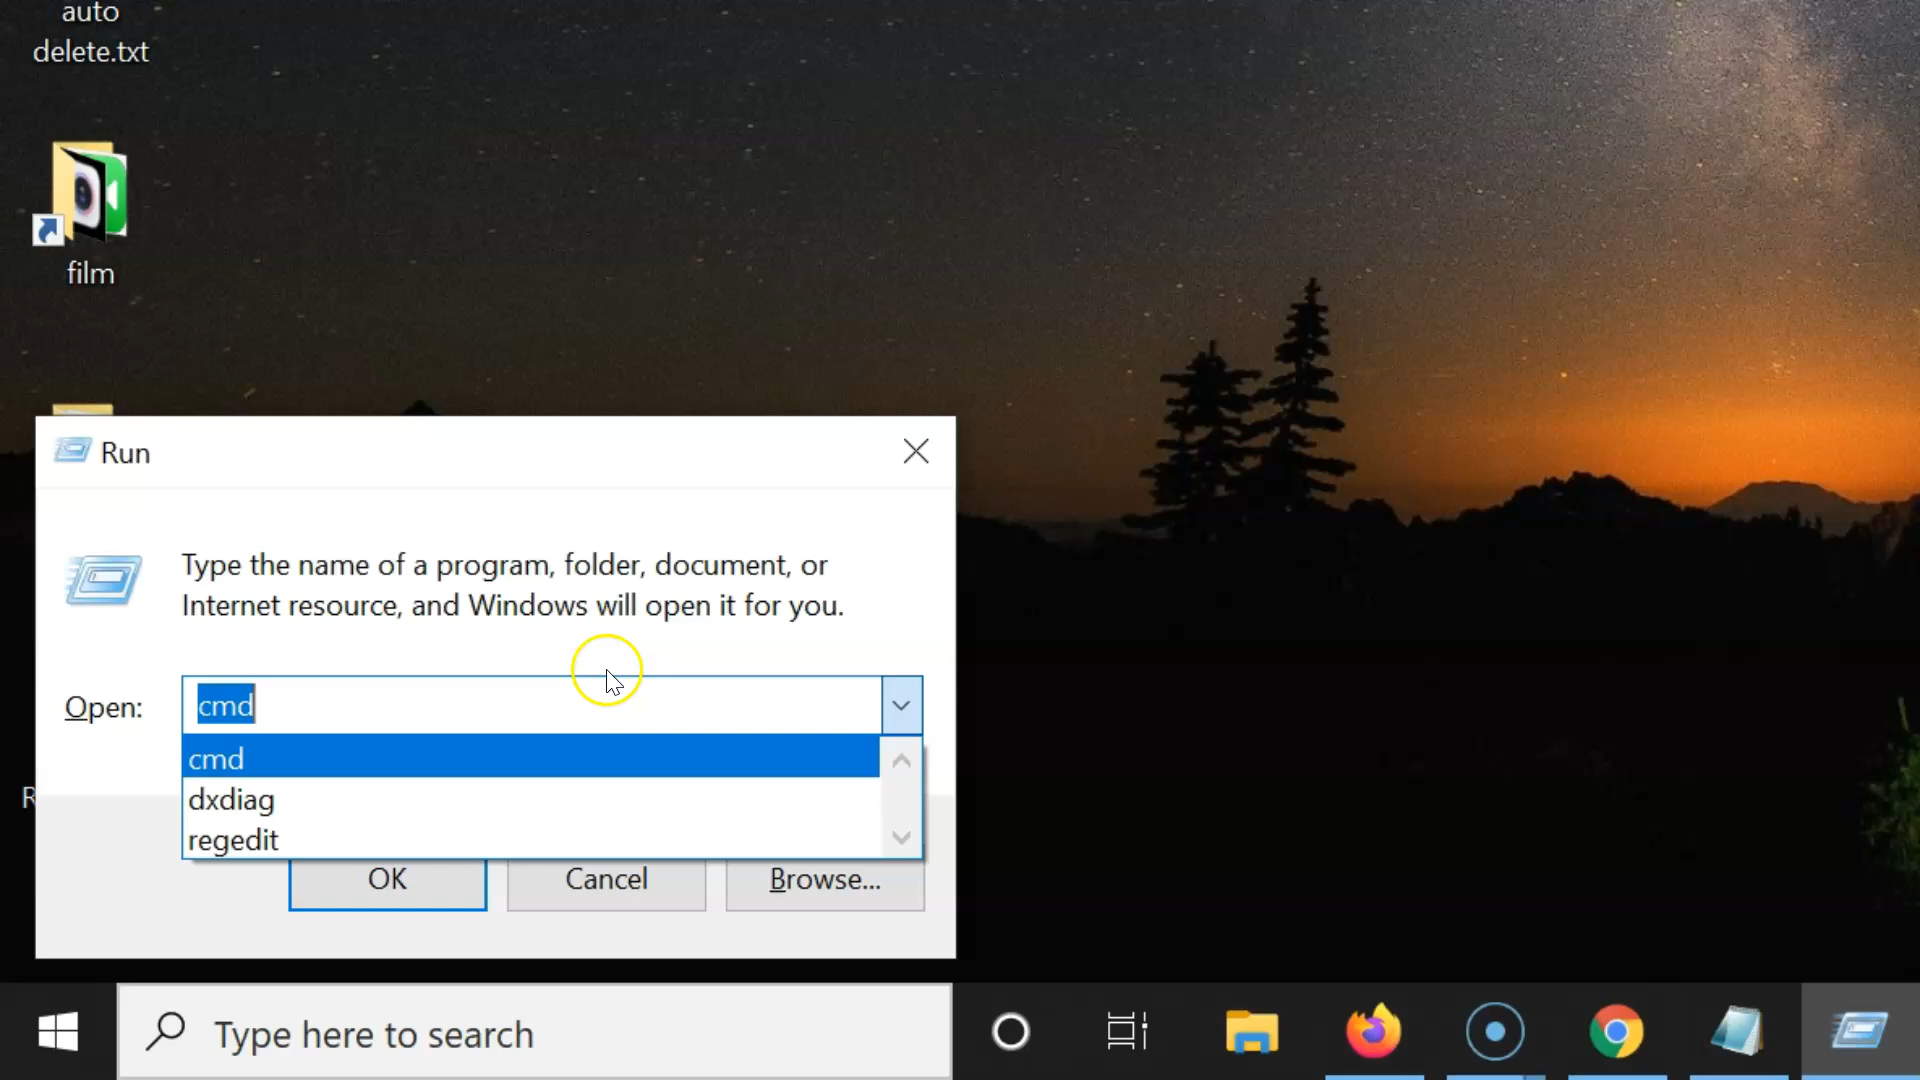 auto
delete.txt
film
Run
Type the name of a program, folder, document, or
Internet resource, and Windows will open it for you.
Open:
cmd
cmd
dxdiag
regedit
R
OK
Cancel
Browse...
Type here to search